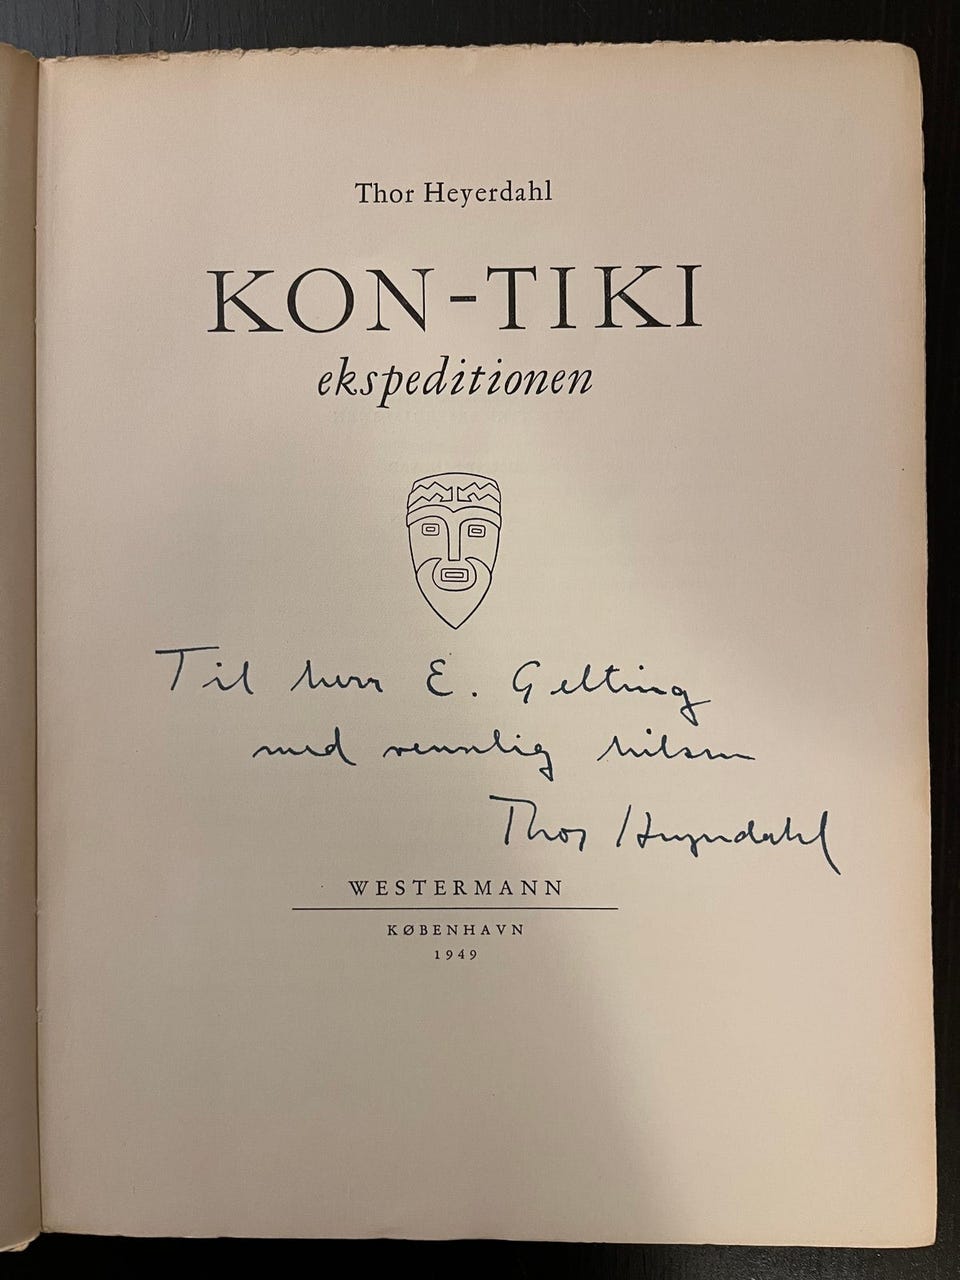 Thor Heyerdahl
KON-TIKI
ekspeditionen
Til herr E. Gelting
med vennlig hilsen
Thor Heyerdahl
WESTERMANN
KØBENHAVN
1949